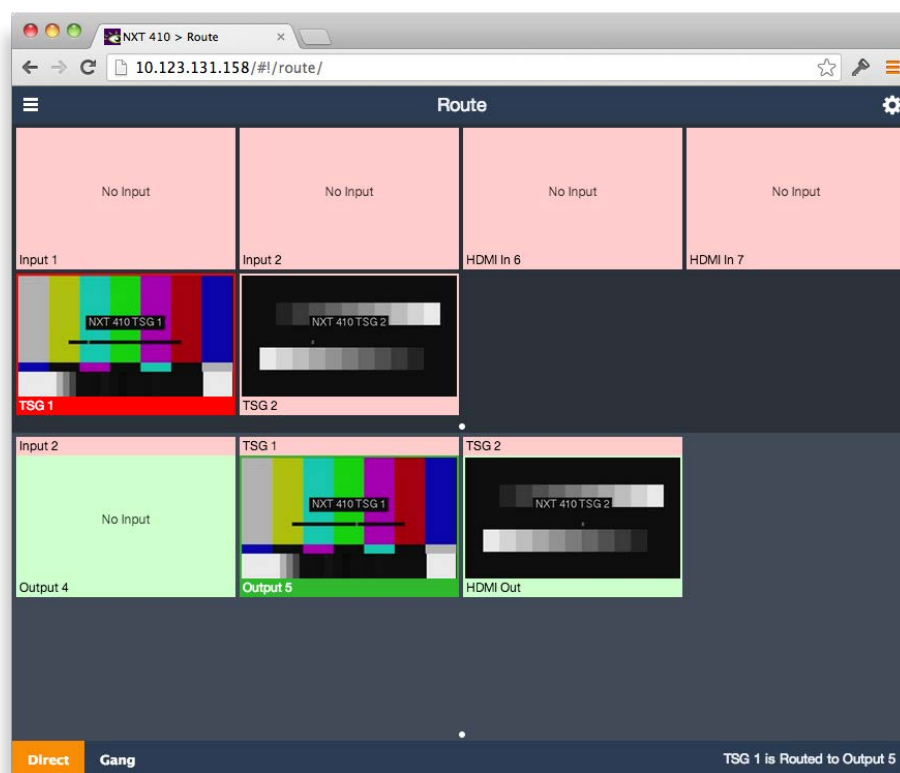 NXT 410 > Route
10.123.131.158/#!/route/
Route
No Input
No Input
No Input
No Input
Input 1
Input 2
HDMI In 6
HDMI In 7
NXT 410 TSG 1
NXT 410 TSG 2
TSG 1
TSG 2
Input 2
TSG 1
TSG 2
No Input
NXT 410 TSG 1
NXT 410 TSG 2
Output 4
Output 5
HDMI Out
Direct
Gang
TSG 1 is Routed to Output 5